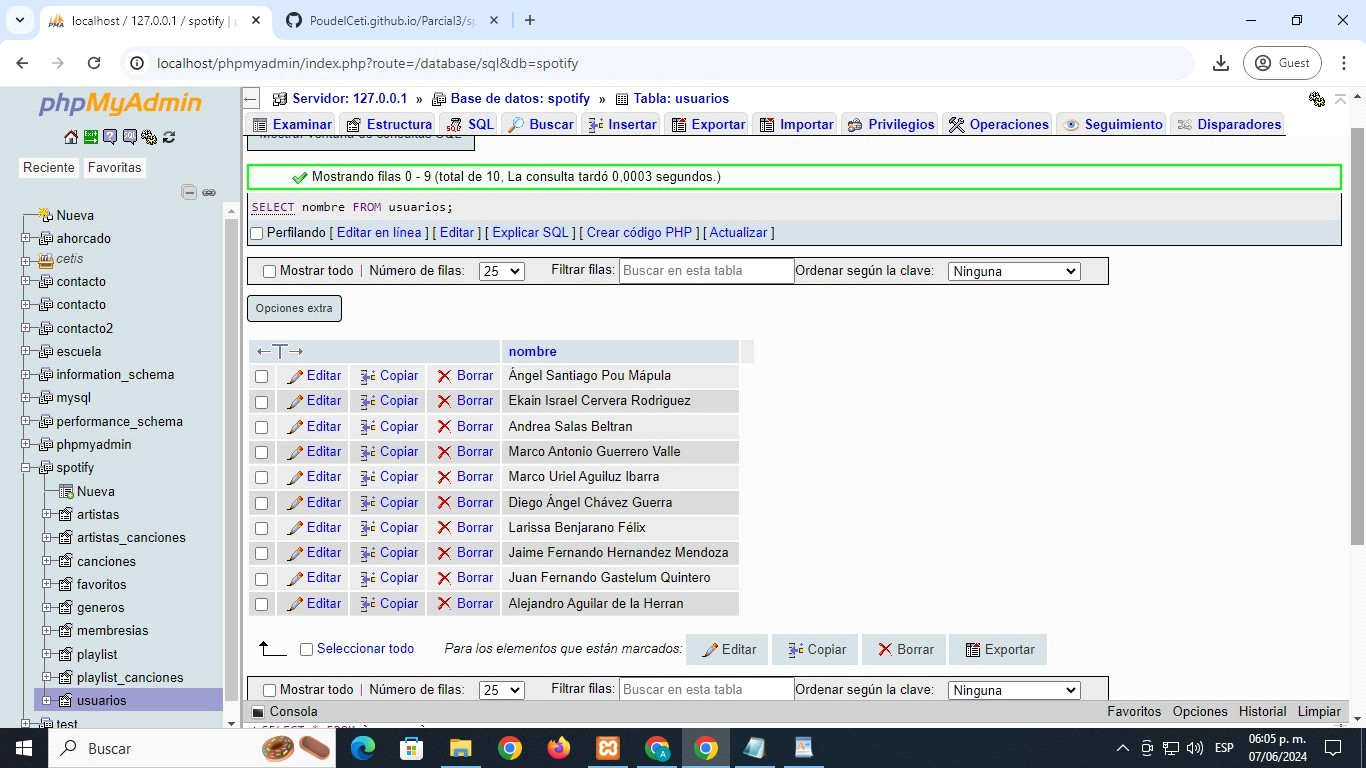 localhost / 127.0.0.1 / spotify | p
PoudelCeti.github.io/Parcial3/sp
localhost/phpmyadmin/index.php?route=/database/sql&db=spotify
Guest
phpMyAdmin
Reciente Favoritas
Nueva
ahorcado
cetis
contacto
contacto
contacto2
escuela
information_schema
mysql
performance_schema
phpmyadmin
spotify
Nueva
artistas
artistas_canciones
canciones
favoritos
generos
membresias
playlist
playlist_canciones
usuarios
test
Servidor: 127.0.0.1 » Base de datos: spotify » Tabla: usuarios
Examinar Estructura SQL Buscar Insertar Exportar Importar Privilegios Operaciones Seguimiento Disparadores
Mostrar ventana de consultas SQL
Mostrando filas 0 - 9 (total de 10, La consulta tardó 0,0003 segundos.)
SELECT nombre FROM usuarios;
Perfilando [ Editar en línea ] [ Editar ] [ Explicar SQL ] [ Crear código PHP ] [ Actualizar ]
Mostrar todo | Número de filas: 25 Filtrar filas: Buscar en esta tabla Ordenar según la clave: Ninguna
Opciones extra
nombre
Editar Copiar Borrar Ángel Santiago Pou Mápula
Editar Copiar Borrar Ekain Israel Cervera Rodriguez
Editar Copiar Borrar Andrea Salas Beltran
Editar Copiar Borrar Marco Antonio Guerrero Valle
Editar Copiar Borrar Marco Uriel Aguiluz Ibarra
Editar Copiar Borrar Diego Ángel Chávez Guerra
Editar Copiar Borrar Larissa Benjarano Félix
Editar Copiar Borrar Jaime Fernando Hernandez Mendoza
Editar Copiar Borrar Juan Fernando Gastelum Quintero
Editar Copiar Borrar Alejandro Aguilar de la Herran
Seleccionar todo Para los elementos que están marcados: Editar Copiar Borrar Exportar
Mostrar todo | Número de filas: 25 Filtrar filas: Buscar en esta tabla Ordenar según la clave: Ninguna
Consola Favoritos Opciones Historial Limpiar
Buscar
ESP
06:05 p. m.
07/06/2024